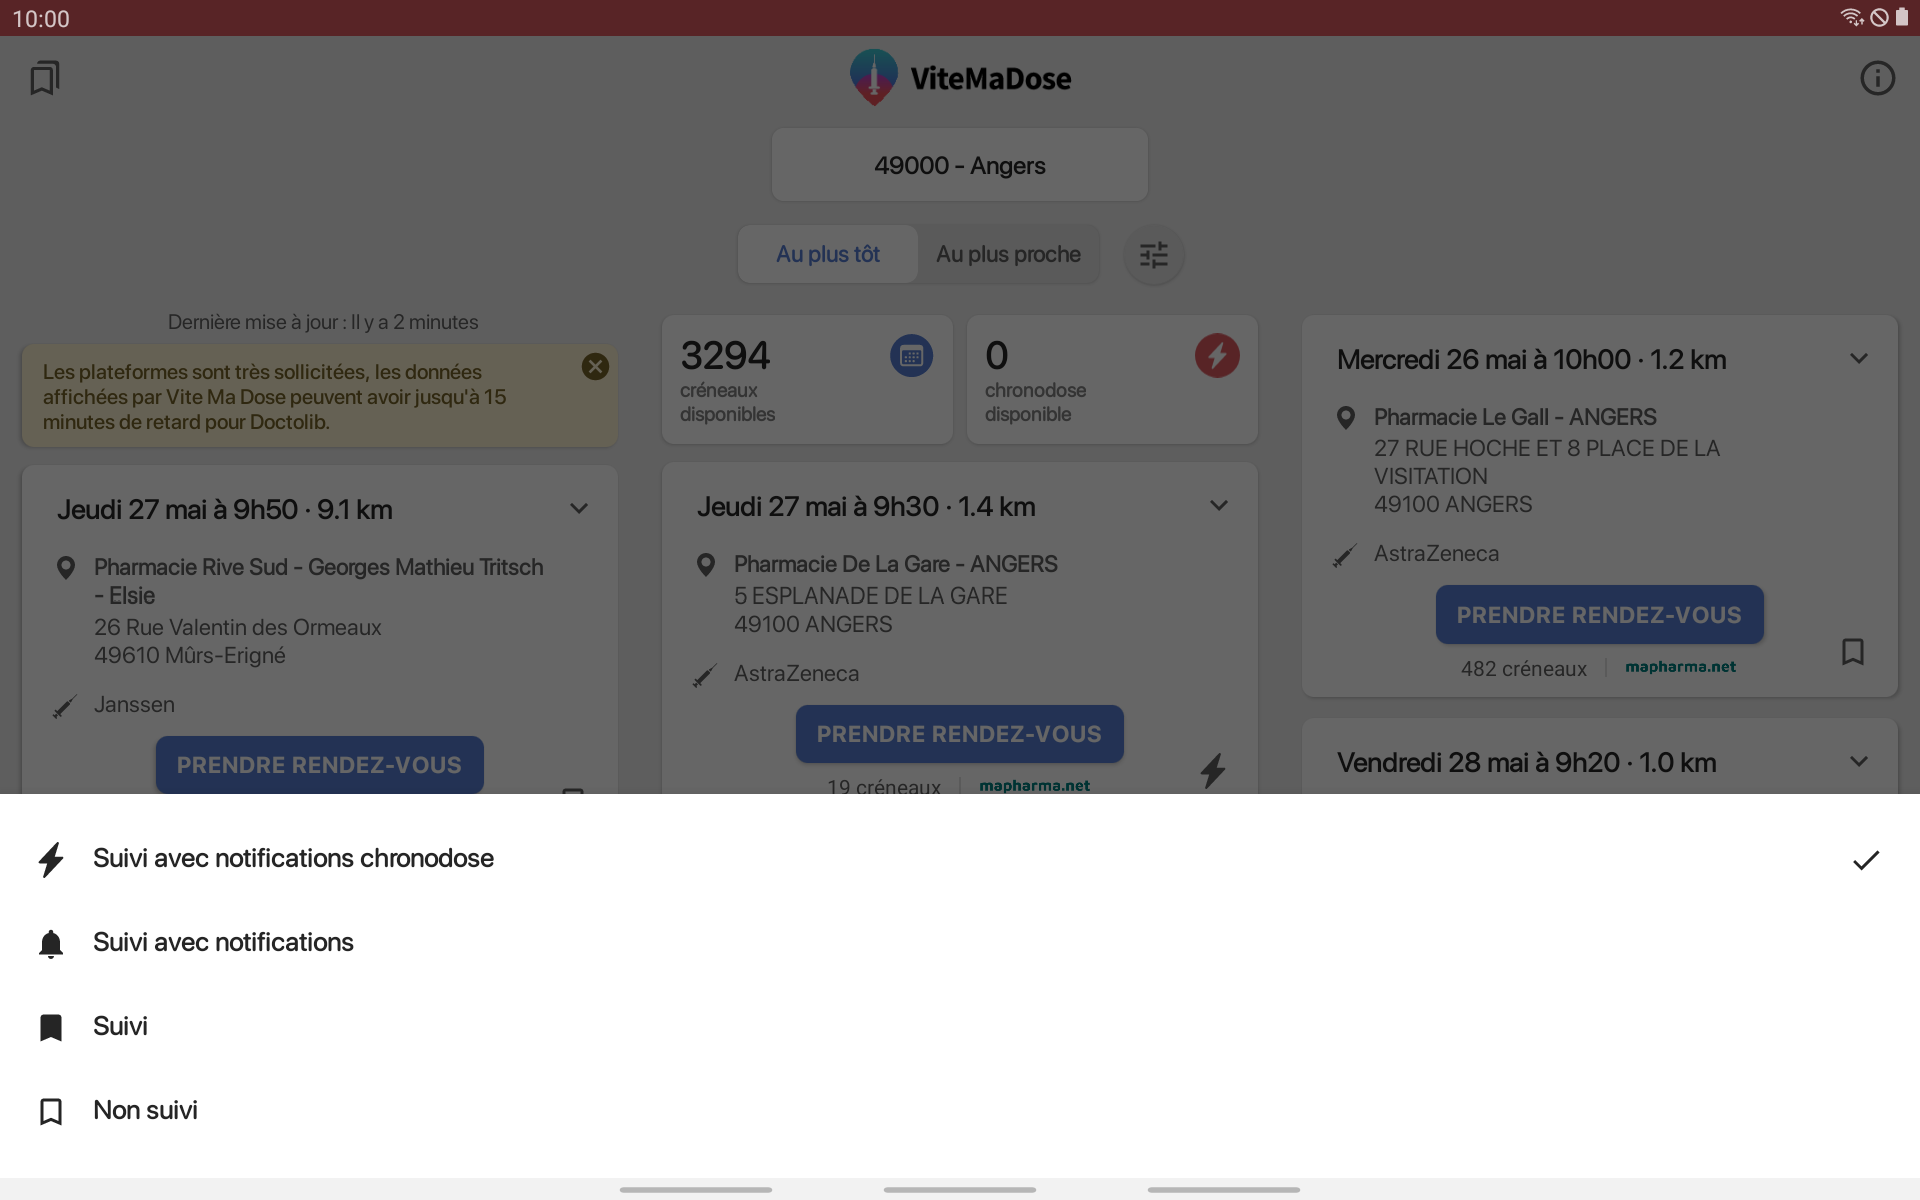 10:00
ViteMaDose
49000 - Angers
Au plus tôt
Au plus proche
Dernière mise à jour : Il y a 2 minutes
Les plateformes sont très sollicitées, les données
affichées par Vite Ma Dose peuvent avoir jusqu'à 15
minutes de retard pour Doctolib.
Jeudi 27 mai à 9h50 · 9.1 km
Pharmacie Rive Sud - Georges Mathieu Tritsch
- Elsie
26 Rue Valentin des Ormeaux
49610 Mûrs-Erigné
Janssen
PRENDRE RENDEZ-VOUS
3294
créneaux
disponibles
0
chronodose
disponible
Jeudi 27 mai à 9h30 · 1.4 km
Pharmacie De La Gare - ANGERS
5 ESPLANADE DE LA GARE
49100 ANGERS
AstraZeneca
PRENDRE RENDEZ-VOUS
19 créneaux
mapharma.net
Mercredi 26 mai à 10h00 · 1.2 km
Pharmacie Le Gall - ANGERS
27 RUE HOCHE ET 8 PLACE DE LA
VISITATION
49100 ANGERS
AstraZeneca
PRENDRE RENDEZ-VOUS
482 créneaux
mapharma.net
Vendredi 28 mai à 9h20 · 1.0 km
Suivi avec notifications chronodose
Suivi avec notifications
Suivi
Non suivi